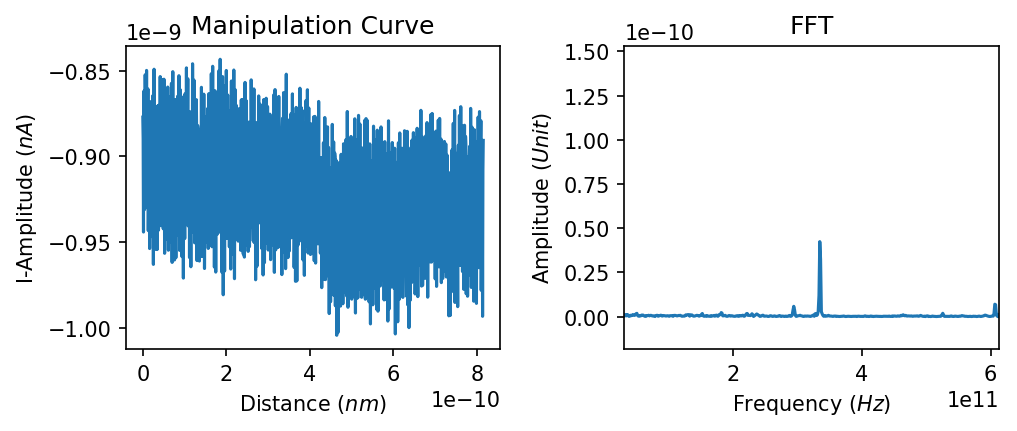 Manipulation Curve
1e−9
−0.85
−0.90
−0.95
−1.00
I-Amplitude (nA)
0 2 4 6 8
1e−10
Distance (nm)
FFT
1e−10
1.50
1.25
1.00
0.75
0.50
0.25
0.00
Amplitude (Unit)
2 4 6
1e11
Frequency (Hz)